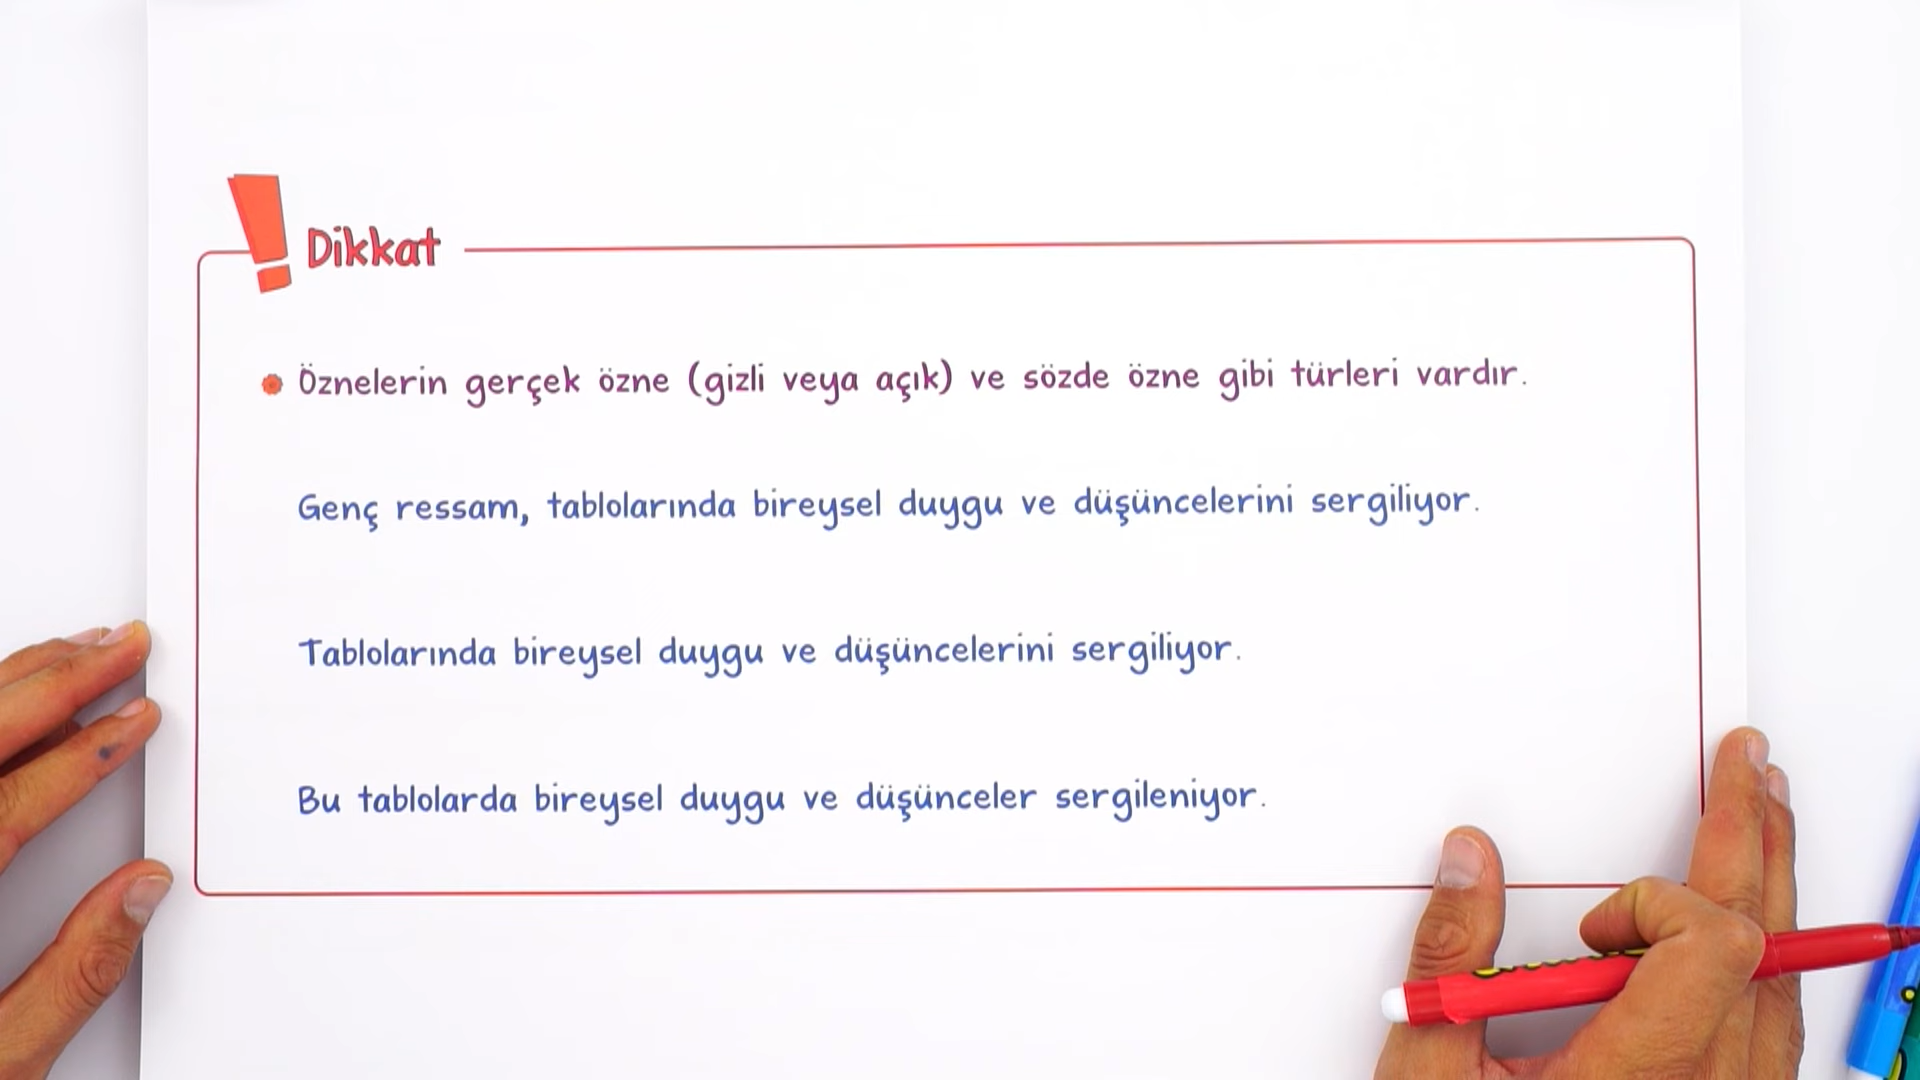 Dikkat
Öznelerin gerçek özne (gizli veya açık) ve sözde özne gibi türleri vardır.
Genç ressam, tablolarında bireysel duygu ve düşüncelerini sergiliyor.
Tablolarında bireysel duygu ve düşüncelerini sergiliyor.
Bu tablolarda bireysel duygu ve düşünceler sergileniyor.